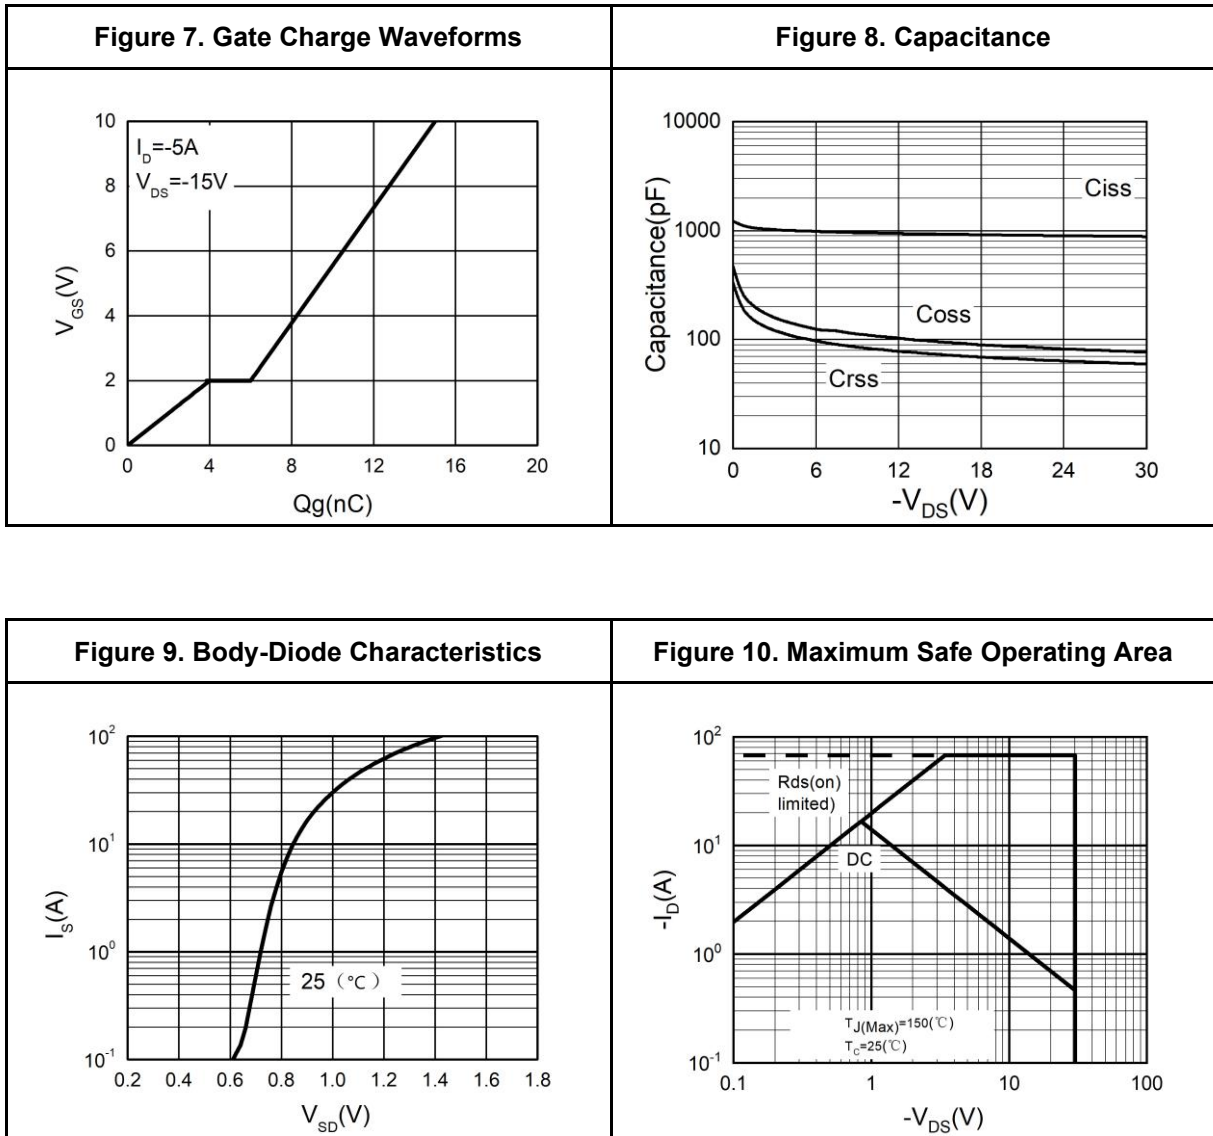 Figure 7. Gate Charge Waveforms
Figure 8. Capacitance
10
8
6
4
2
0
I_D=-5A
V_DS=-15V
V_GS(V)
0 4 8 12 16 20
Qg(nC)
10000
1000
100
10
Capacitance(pF)
Ciss
Coss
Crss
0 6 12 18 24 30
-V_DS(V)
Figure 9. Body-Diode Characteristics
Figure 10. Maximum Safe Operating Area
10^2
10^1
10^0
10^-1
I_S(A)
25（℃）
0.2 0.4 0.6 0.8 1.0 1.2 1.4 1.6 1.8
V_SD(V)
10^2
10^1
10^0
10^-1
-I_D(A)
Rds(on)
limited)
DC
T_J(Max)=150(℃)
T_C=25(℃)
0.1 1 10 100
-V_DS(V)